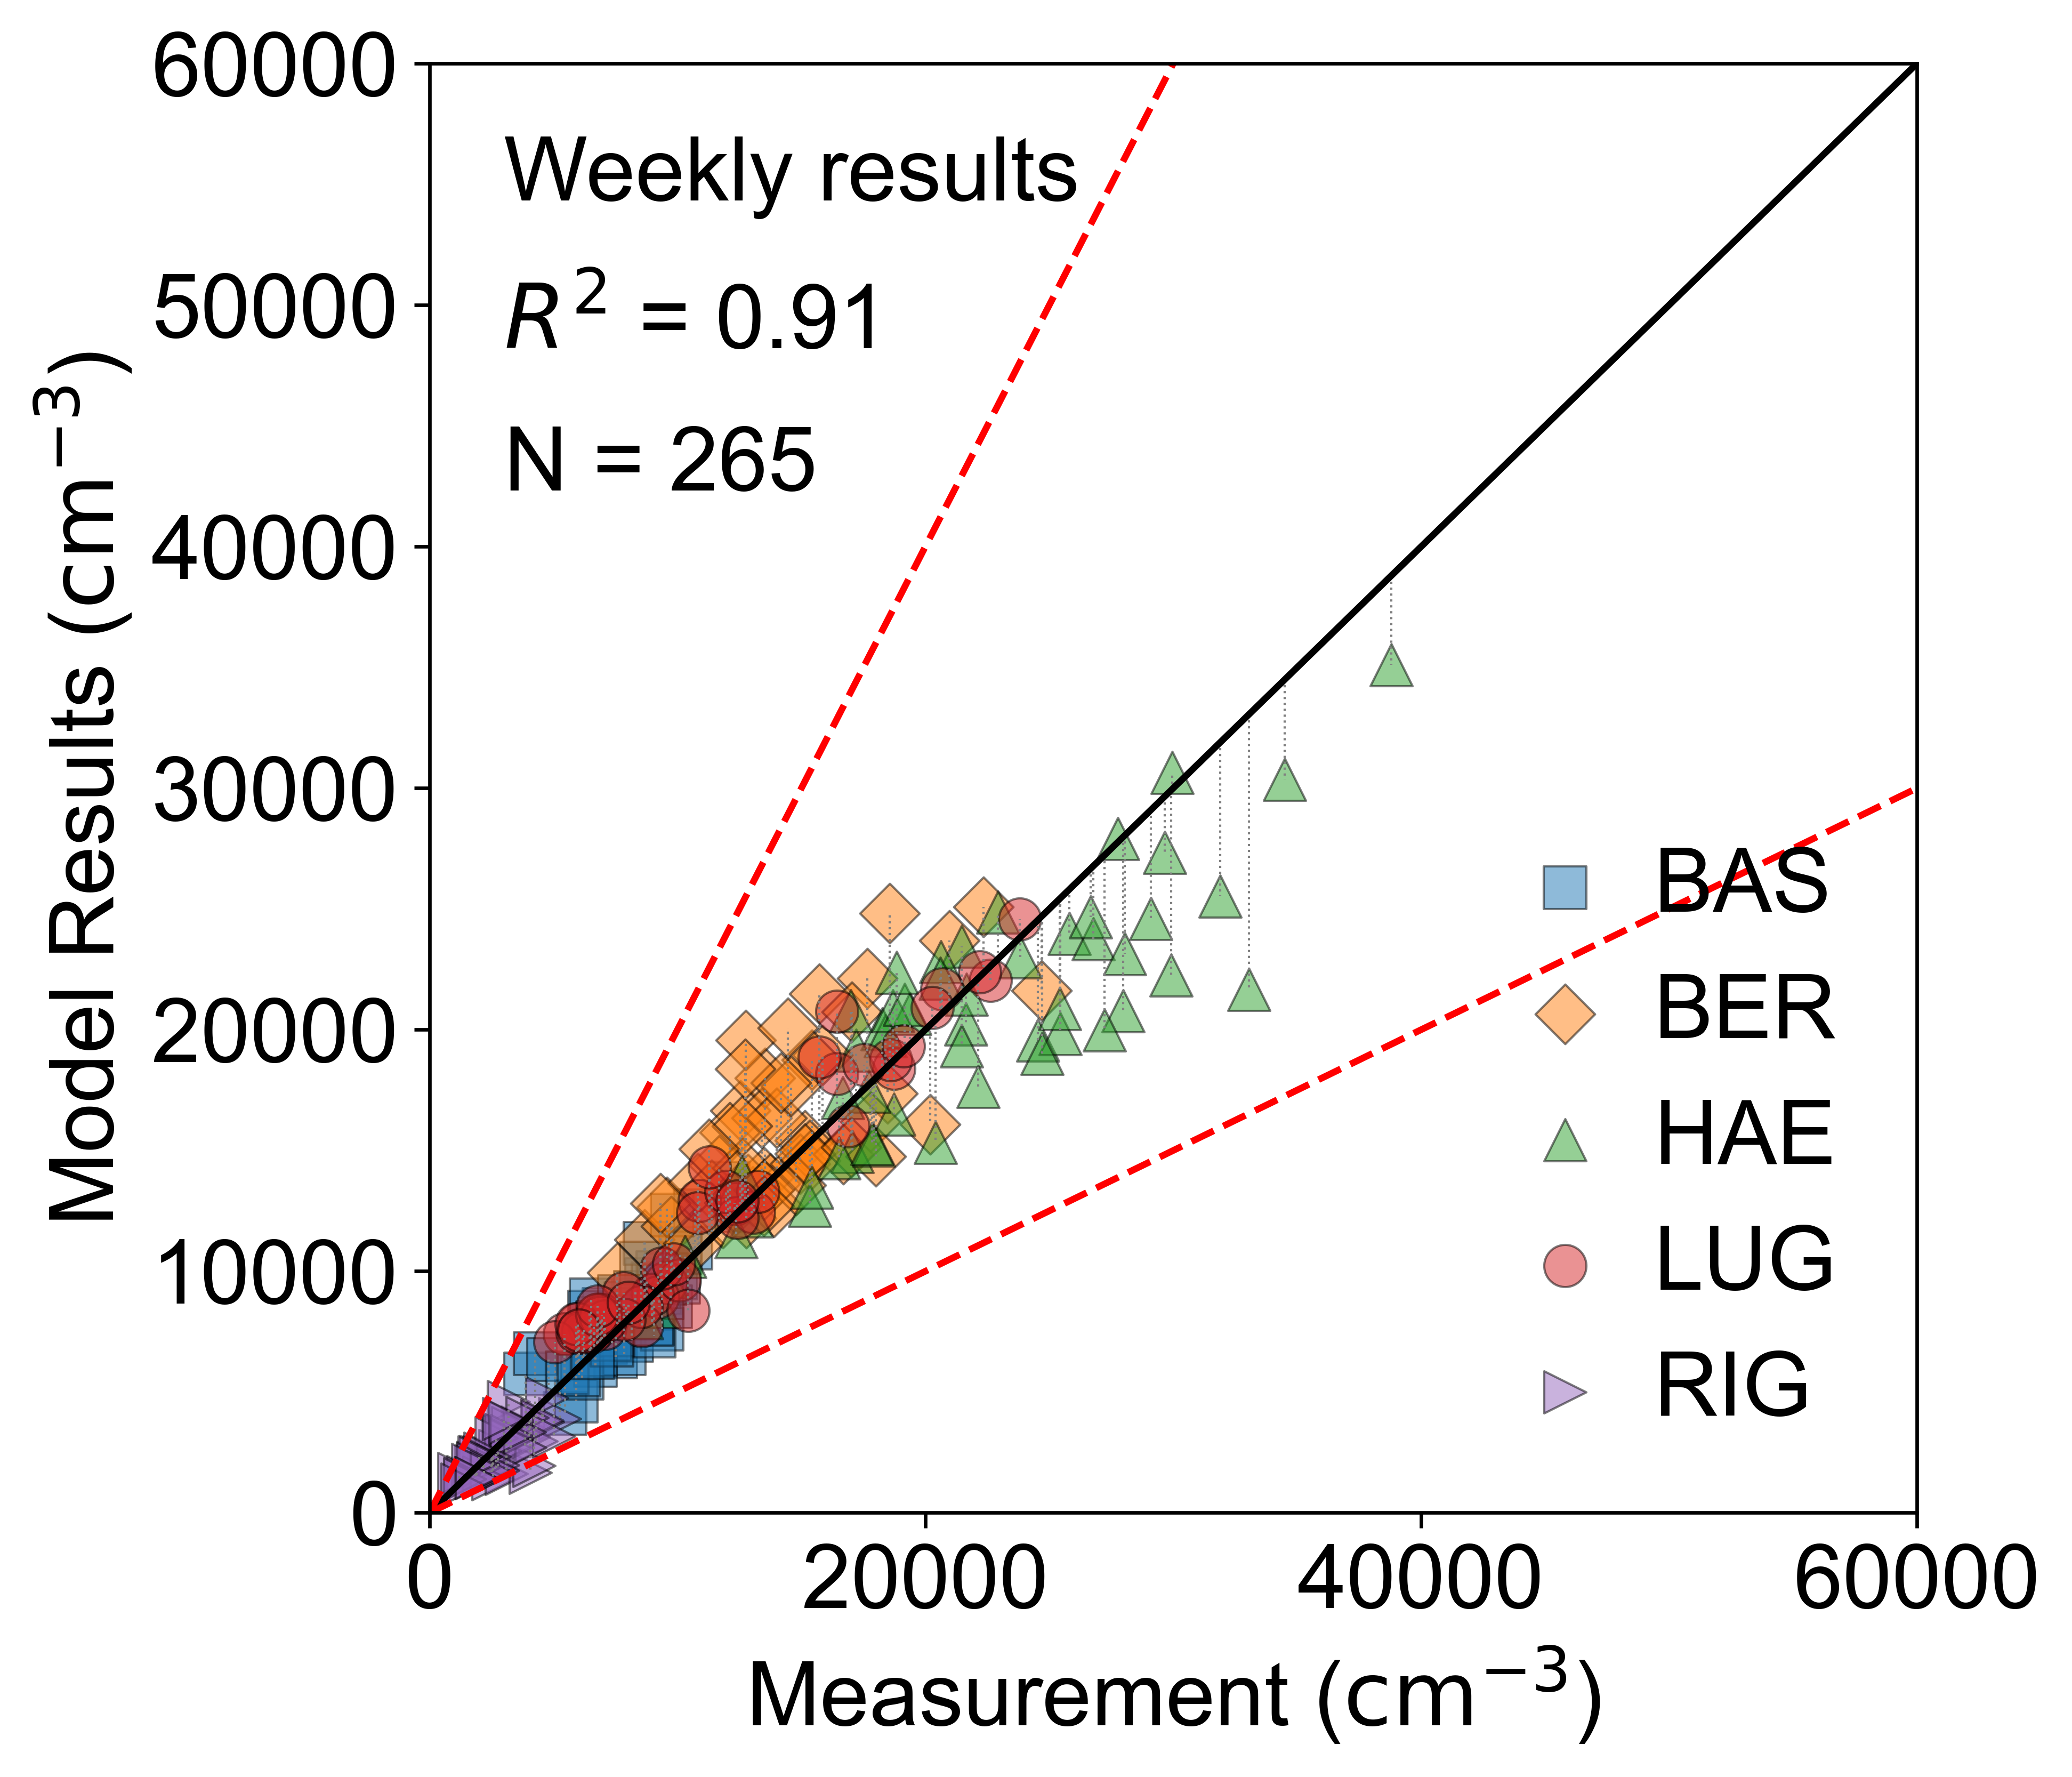 Weekly results
R² = 0.91
N = 265
Model Results (cm⁻³)
60000
50000
40000
30000
20000
10000
0
BAS
BER
HAE
LUG
RIG
0 20000 40000 60000
Measurement (cm⁻³)